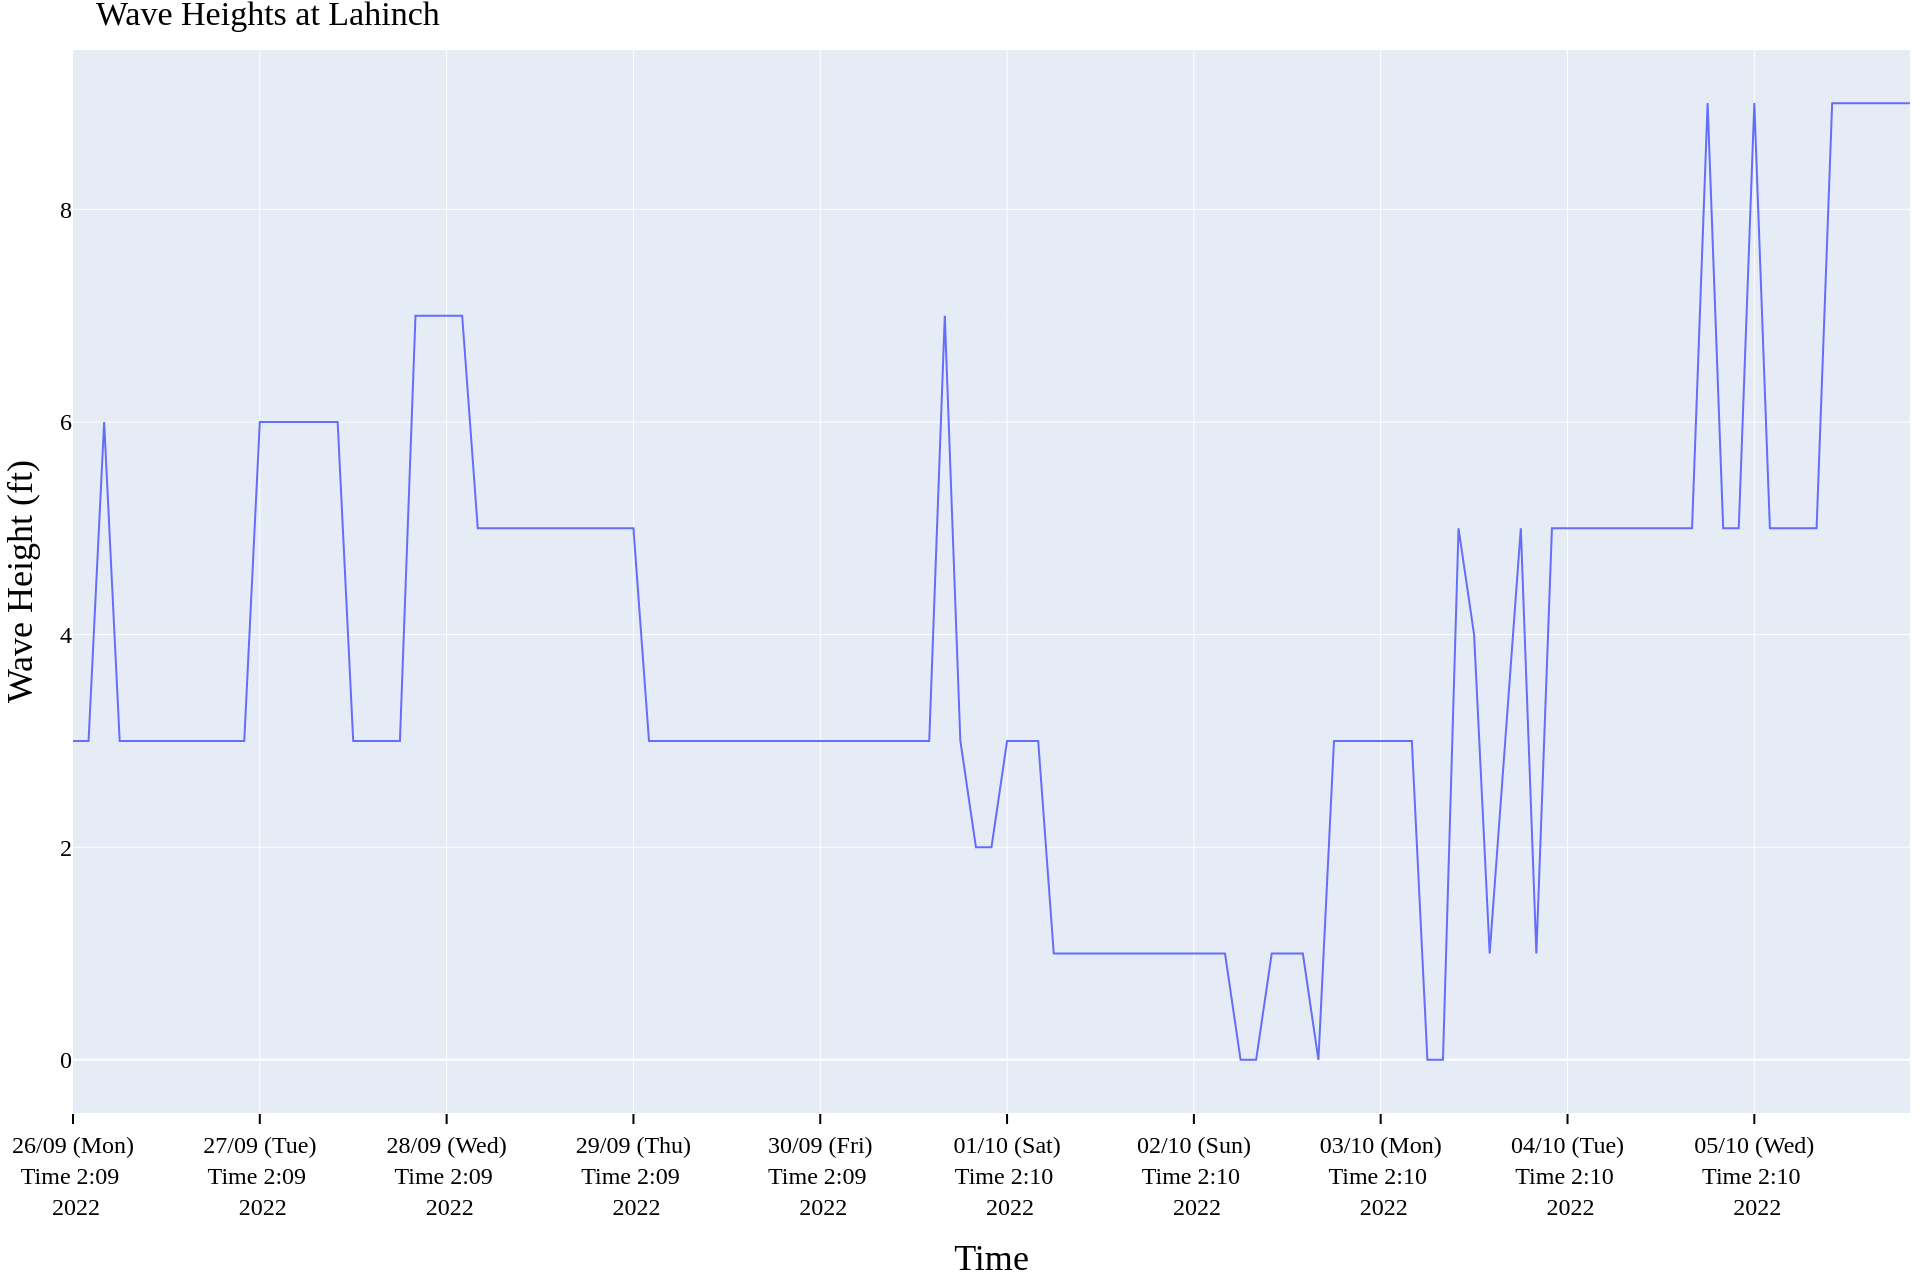 Wave Heights at Lahinch
Wave Height (ft)
8
6
4
2
0
26/09 (Mon)
Time 2:09
2022
27/09 (Tue)
Time 2:09
2022
28/09 (Wed)
Time 2:09
2022
29/09 (Thu)
Time 2:09
2022
30/09 (Fri)
Time 2:09
2022
01/10 (Sat)
Time 2:10
2022
02/10 (Sun)
Time 2:10
2022
03/10 (Mon)
Time 2:10
2022
04/10 (Tue)
Time 2:10
2022
05/10 (Wed)
Time 2:10
2022
Time